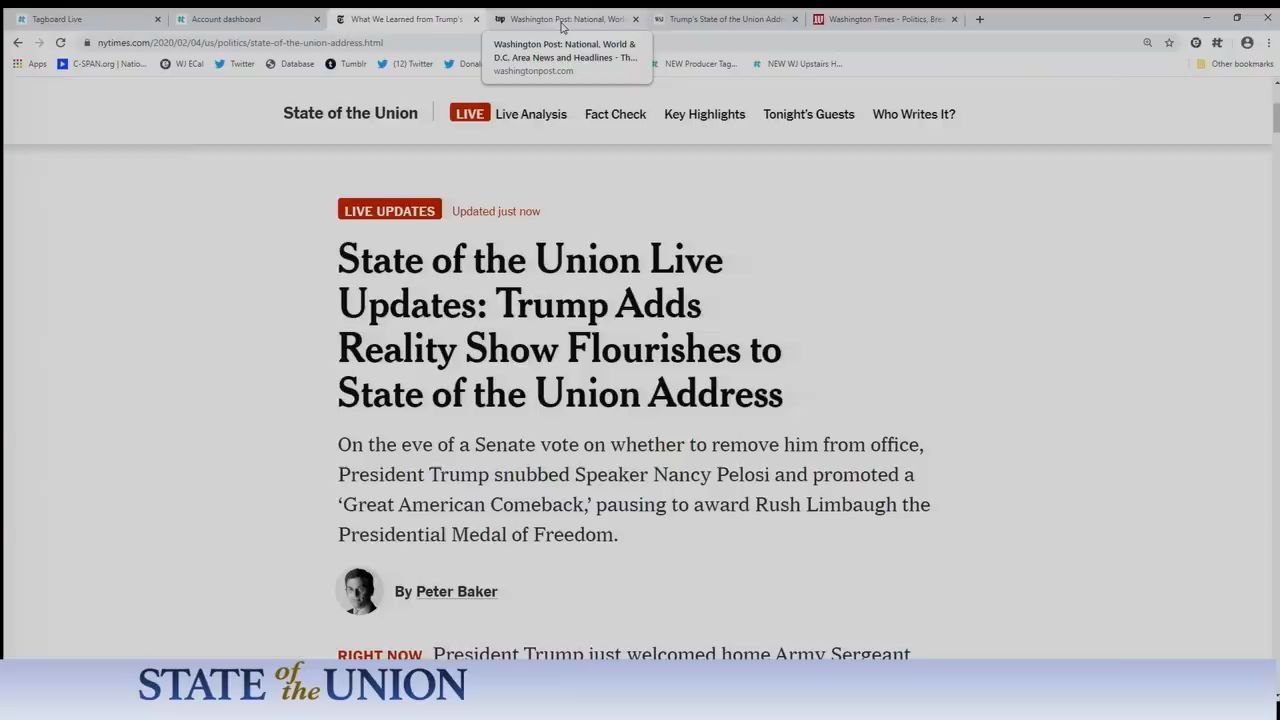 Tagboard Live
Account dashboard
What We Learned from Trump's
Washington Post: National, Worl
Trump's State of the Union Addr
Washington Times - Politics, Bre
nytimes.com/2020/02/04/us/politics/state-of-the-union-address.html
Washington Post: National, World &
D.C. Area News and Headlines - Th...
washingtonpost.com
Apps
C-SPAN.org | Natio...
WJ ECal
Twitter
Database
Tumblr
(12) Twitter
Donal
NEW Producer Tag...
NEW WJ Upstairs H...
Other bookmarks
State of the Union
LIVE
Live Analysis
Fact Check
Key Highlights
Tonight's Guests
Who Writes It?
LIVE UPDATES
Updated just now
State of the Union Live
Updates: Trump Adds
Reality Show Flourishes to
State of the Union Address
On the eve of a Senate vote on whether to remove him from office,
President Trump snubbed Speaker Nancy Pelosi and promoted a
‘Great American Comeback,’ pausing to award Rush Limbaugh the
Presidential Medal of Freedom.
By Peter Baker
RIGHT NOW President Trump just welcomed home Army Sergeant
STATE of the UNION